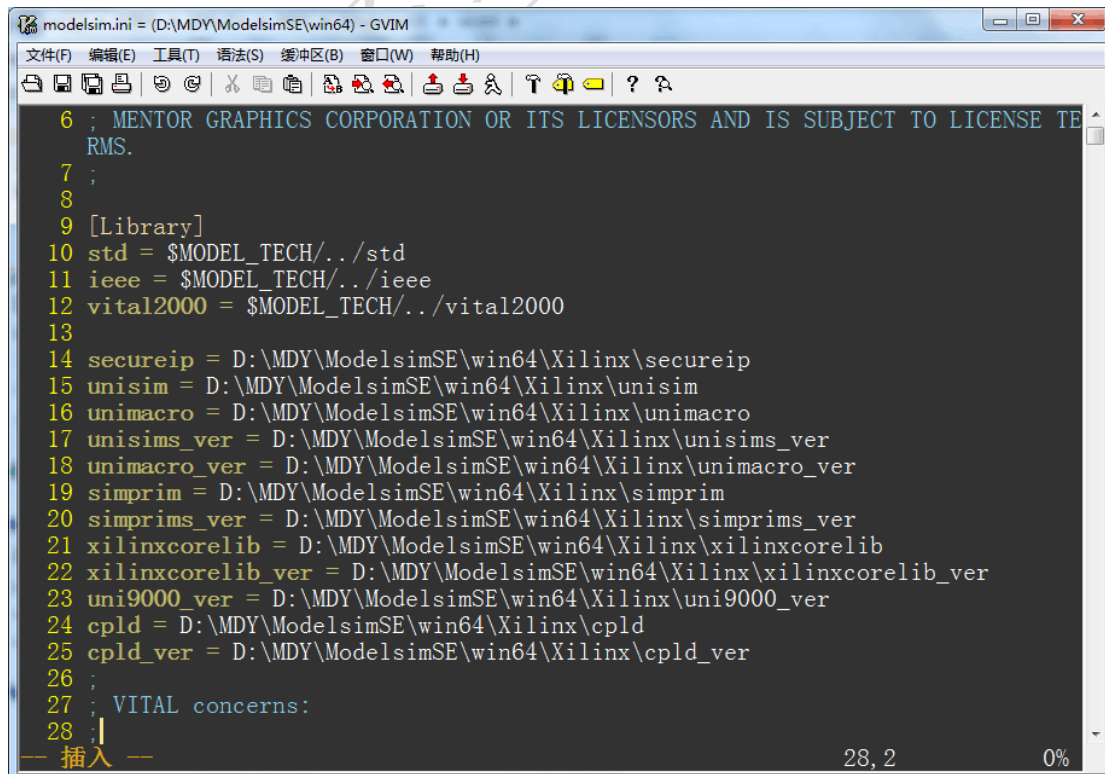 modelsim.ini = (D:\MDY\ModelsimSE\win64) - GVIM
文件(F) 编辑(E) 工具(T) 语法(S) 缓冲区(B) 窗口(W) 帮助(H)
6 ; MENTOR GRAPHICS CORPORATION OR ITS LICENSORS AND IS SUBJECT TO LICENSE TE
RMS.
7 ;
8
9 [Library]
10 std = $MODEL_TECH/../std
11 ieee = $MODEL_TECH/../ieee
12 vital2000 = $MODEL_TECH/../vital2000
13
14 secureip = D:\MDY\ModelsimSE\win64\Xilinx\secureip
15 unisim = D:\MDY\ModelsimSE\win64\Xilinx\unisim
16 unimacro = D:\MDY\ModelsimSE\win64\Xilinx\unimacro
17 unisims_ver = D:\MDY\ModelsimSE\win64\Xilinx\unisims_ver
18 unimacro_ver = D:\MDY\ModelsimSE\win64\Xilinx\unimacro_ver
19 simprim = D:\MDY\ModelsimSE\win64\Xilinx\simprim
20 simprims_ver = D:\MDY\ModelsimSE\win64\Xilinx\simprims_ver
21 xilinxcorelib = D:\MDY\ModelsimSE\win64\Xilinx\xilinxcorelib
22 xilinxcorelib_ver = D:\MDY\ModelsimSE\win64\Xilinx\xilinxcorelib_ver
23 uni9000_ver = D:\MDY\ModelsimSE\win64\Xilinx\uni9000_ver
24 cpld = D:\MDY\ModelsimSE\win64\Xilinx\cpld
25 cpld_ver = D:\MDY\ModelsimSE\win64\Xilinx\cpld_ver
26 ;
27 ; VITAL concerns:
28 ;
-- 插入 -- 28,2 0%